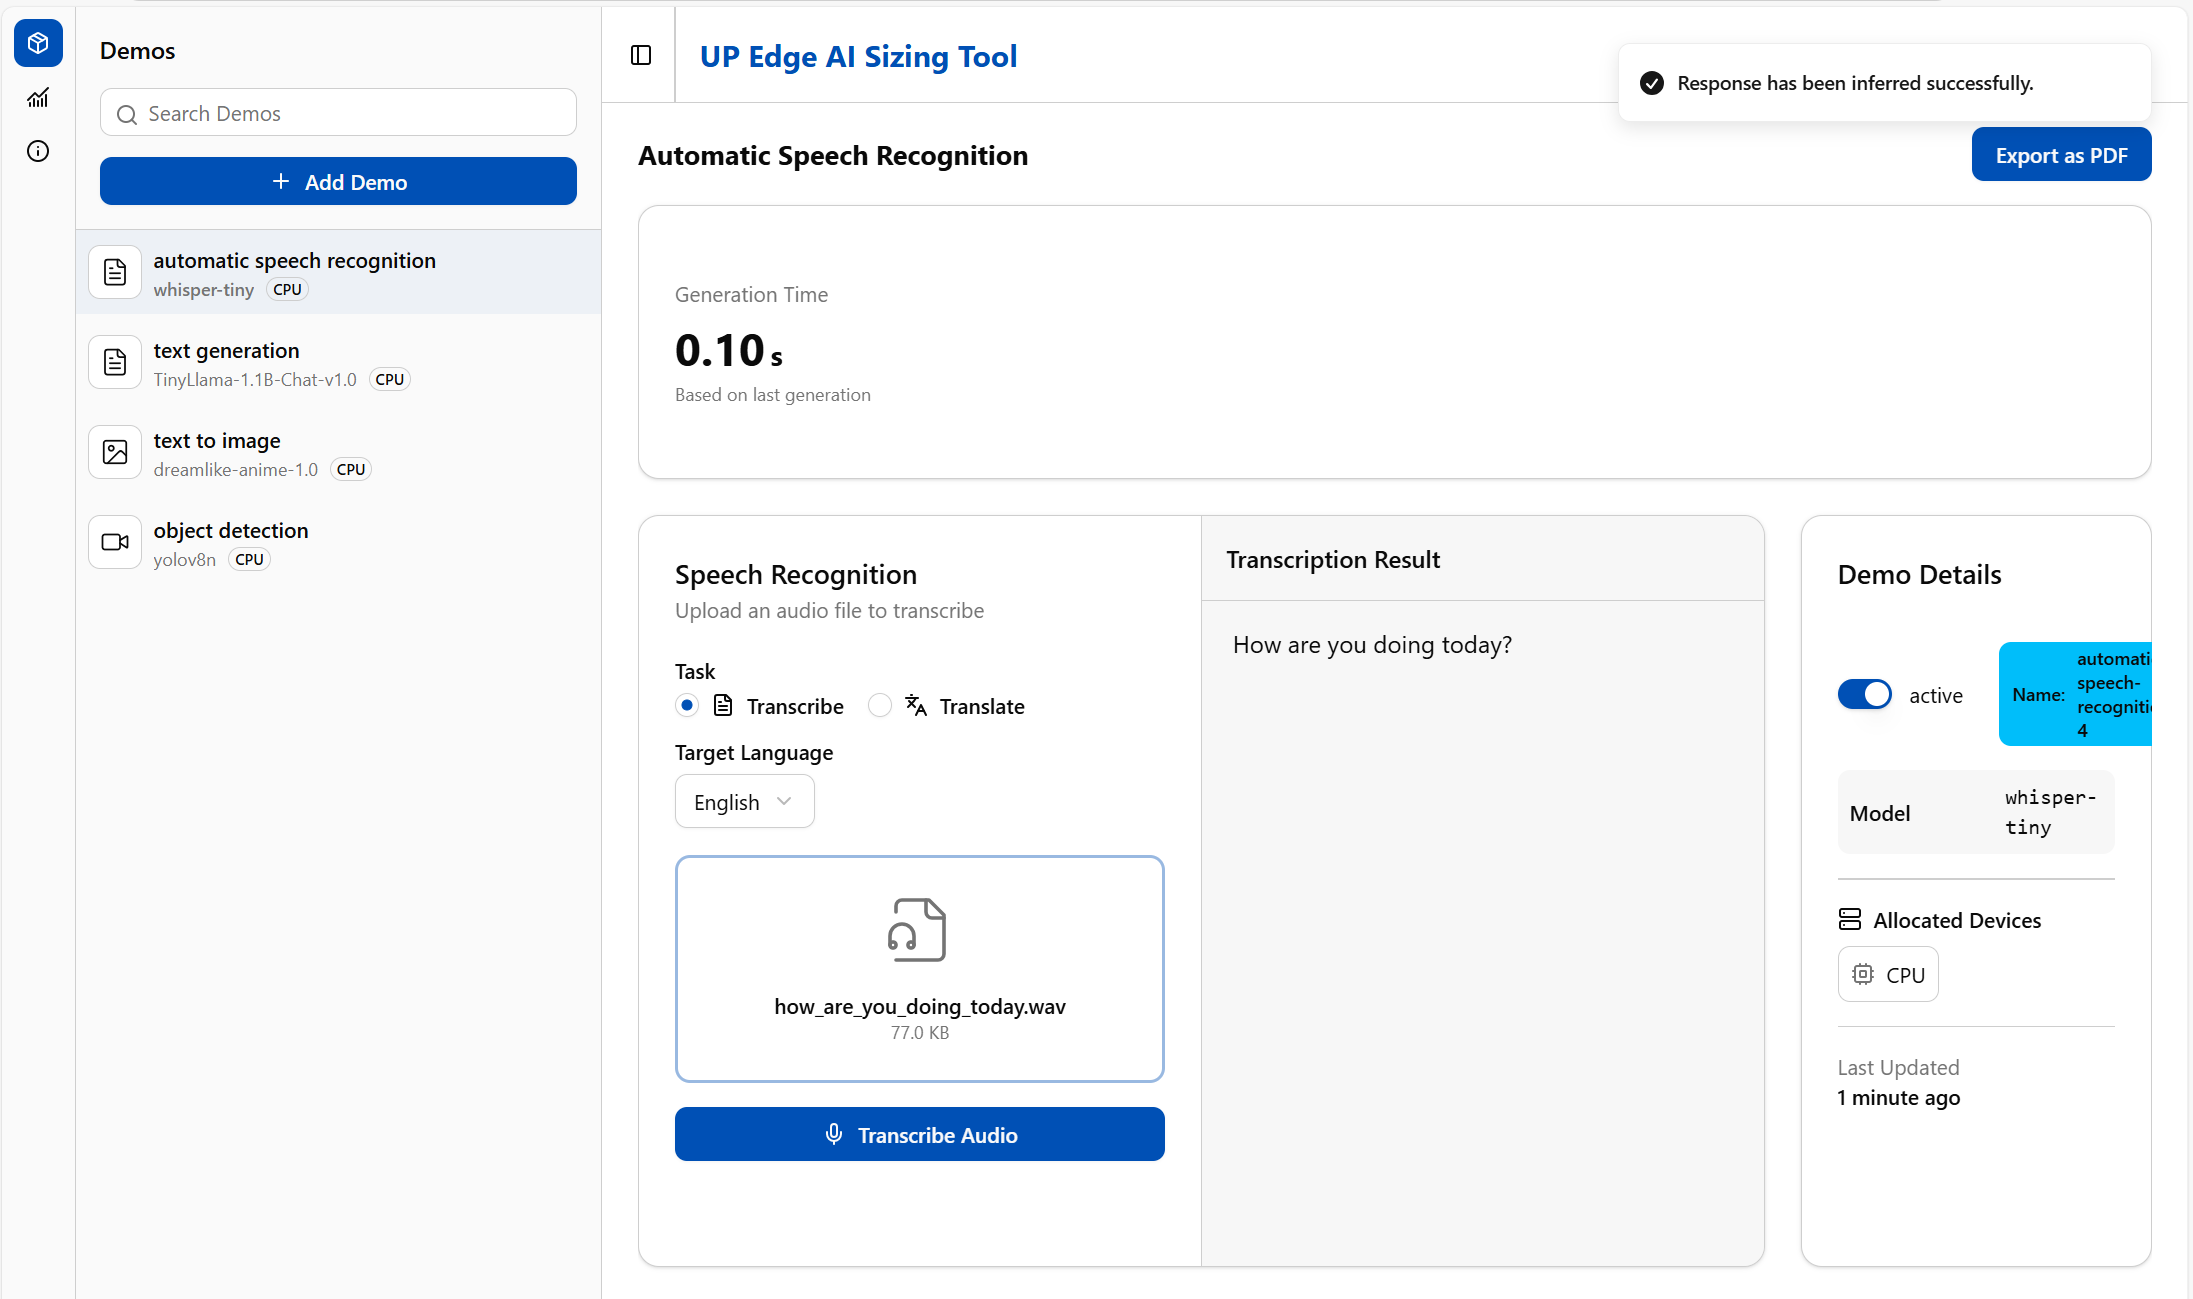 Demos
Search Demos
+ Add Demo
automatic speech recognition
whisper-tiny CPU
text generation
TinyLlama-1.1B-Chat-v1.0 CPU
text to image
dreamlike-anime-1.0 CPU
object detection
yolov8n CPU
UP Edge AI Sizing Tool
Response has been inferred successfully.
Automatic Speech Recognition
Export as PDF
Generation Time
0.10 s
Based on last generation
Speech Recognition
Upload an audio file to transcribe
Task
Transcribe Translate
Target Language
English
how_are_you_doing_today.wav
77.0 KB
Transcribe Audio
Transcription Result
How are you doing today?
Demo Details
active
Name:
automati
speech-
recogniti
4
Model
whisper-
tiny
Allocated Devices
CPU
Last Updated
1 minute ago